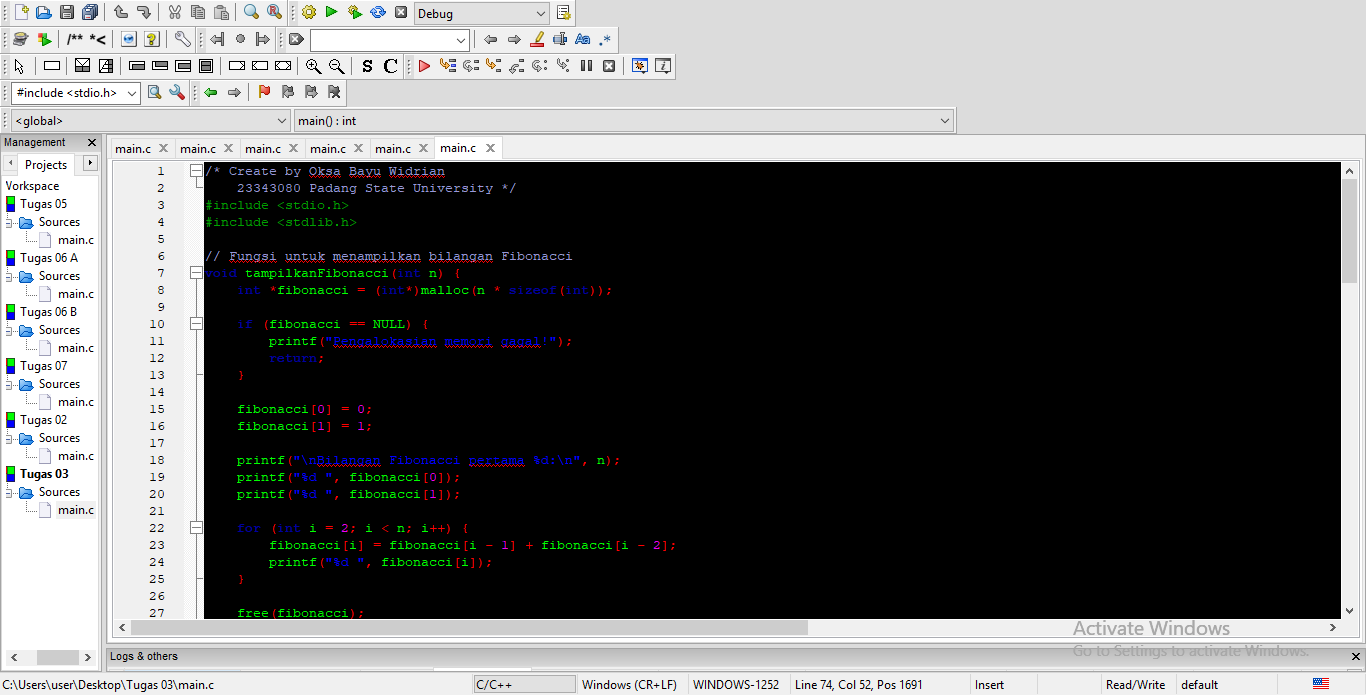 Debug
/** *<
Aa .*
S C
#include <stdio.h>
<global>
main() : int
Management
Projects
Workspace
Tugas 05
Sources
main.c
Tugas 06 A
Sources
main.c
Tugas 06 B
Sources
main.c
Tugas 07
Sources
main.c
Tugas 02
Sources
main.c
Tugas 03
Sources
main.c
main.c main.c main.c main.c main.c main.c
1 /* Create by Oksa Bayu Widrian
2 23343080 Padang State University */
3 #include <stdio.h>
4 #include <stdlib.h>
5
6 // Fungsi untuk menampilkan bilangan Fibonacci
7 void tampilkanFibonacci(int n) {
8 int *fibonacci = (int*)malloc(n * sizeof(int));
9
10 if (fibonacci == NULL) {
11 printf("Pengalokasian memori gagal!");
12 return;
13 }
14
15 fibonacci[0] = 0;
16 fibonacci[1] = 1;
17
18 printf("\nBilangan Fibonacci pertama %d:\n", n);
19 printf("%d ", fibonacci[0]);
20 printf("%d ", fibonacci[1]);
21
22 for (int i = 2; i < n; i++) {
23 fibonacci[i] = fibonacci[i - 1] + fibonacci[i - 2];
24 printf("%d ", fibonacci[i]);
25 }
26
27 free(fibonacci);
Activate Windows
Go to Settings to activate Windows.
Logs & others
C:\Users\user\Desktop\Tugas 03\main.c C/C++ Windows (CR+LF) WINDOWS-1252 Line 74, Col 52, Pos 1691 Insert Read/Write default